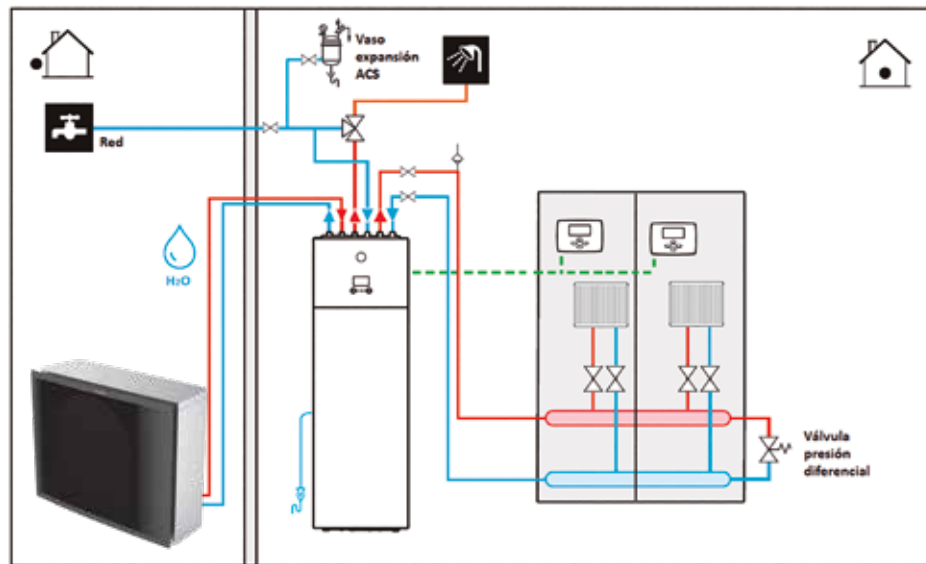 Vaso
expansión
ACS
Red
H₂O
Válvula
presión
diferencial